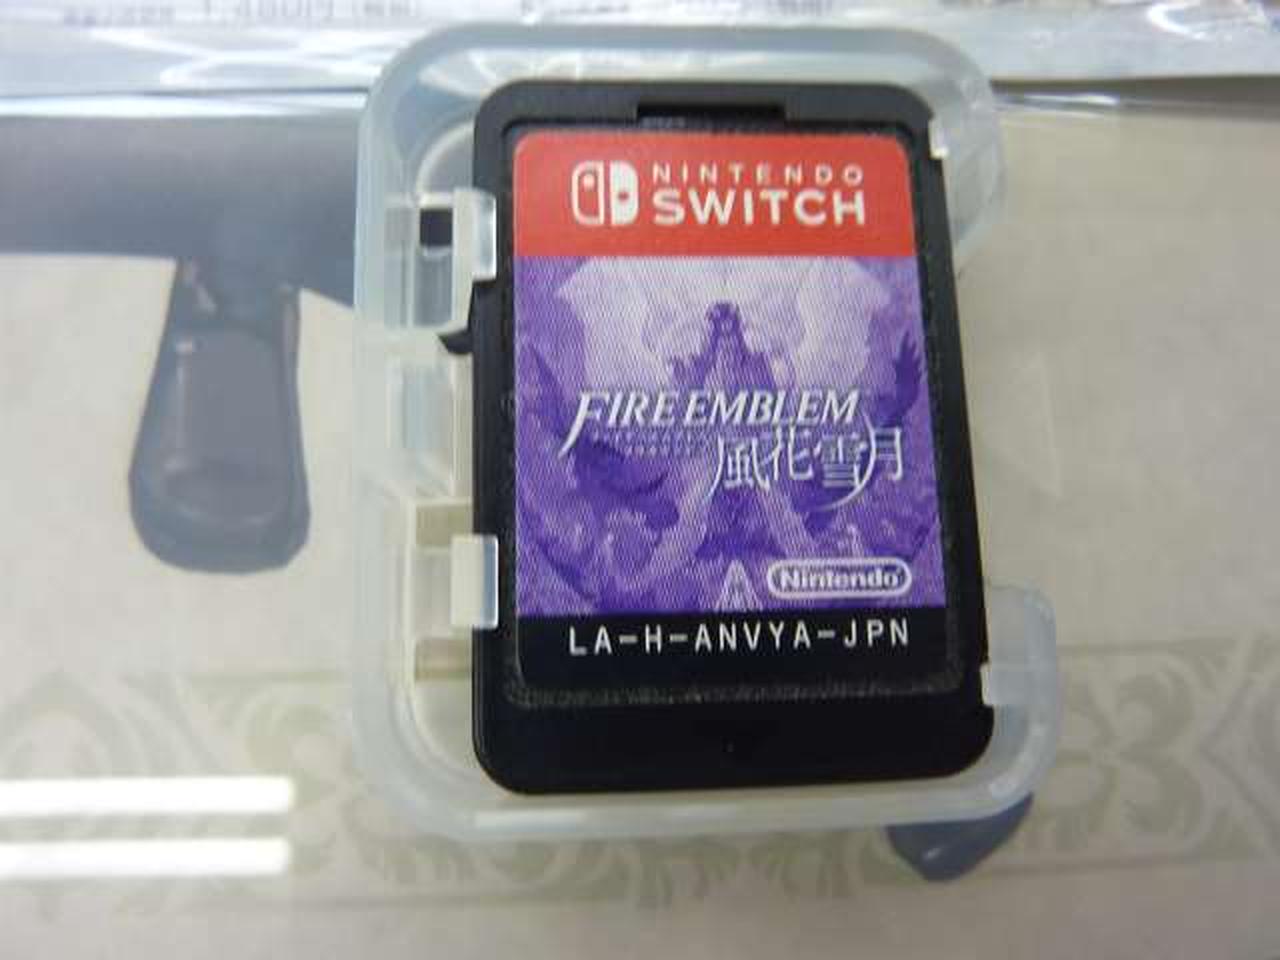 NINTENDO
SWITCH
FIRE EMBLEM
風花雪月
Nintendo
LA-H-ANVYA-JPN